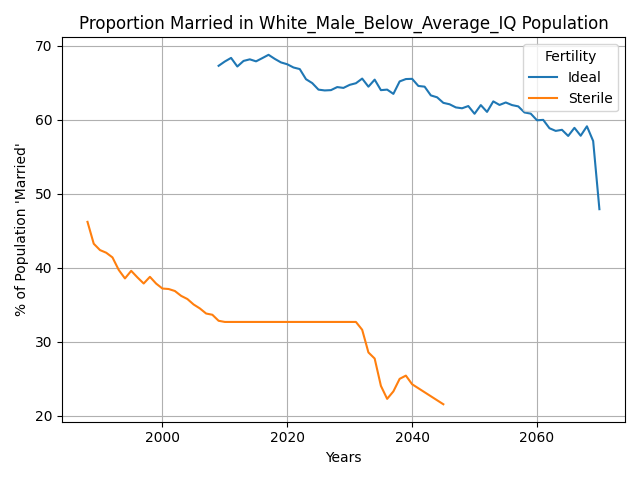 Proportion Married in White_Male_Below_Average_IQ Population
% of Population 'Married'
70
60
50
40
30
20
Fertility
Ideal
Sterile
2000 2020 2040 2060
Years